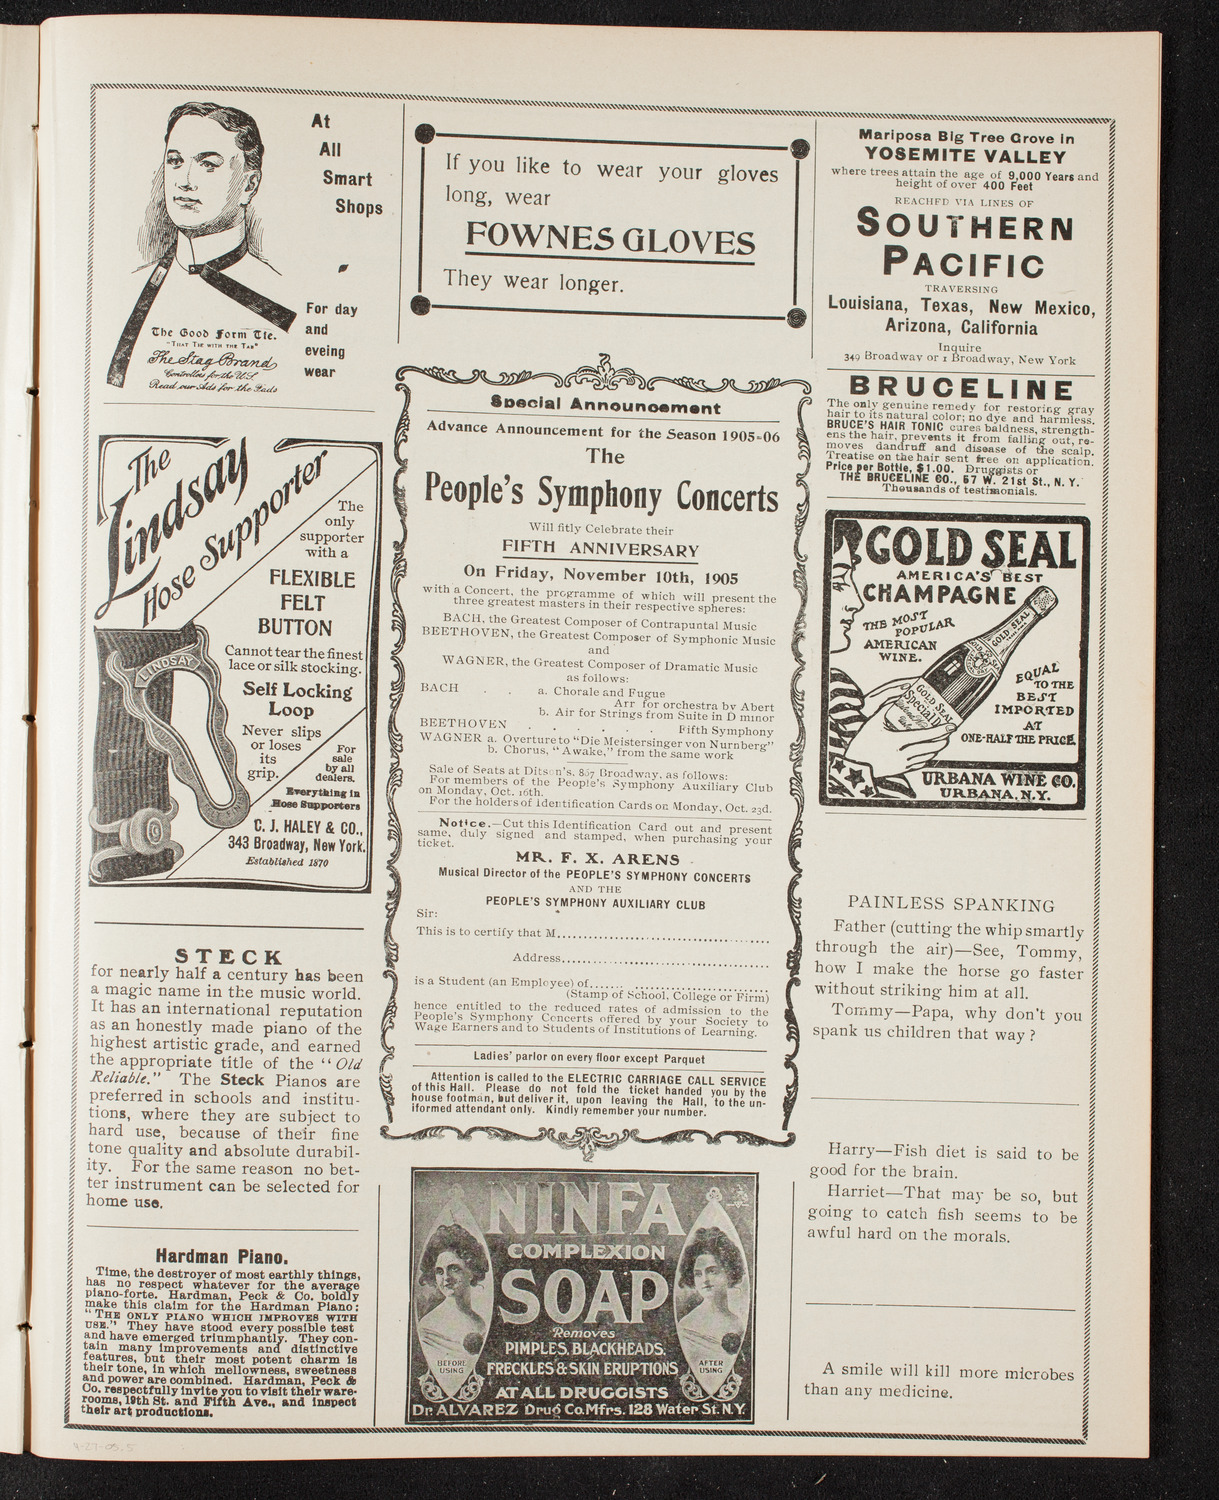 At
All
Smart
Shops
For day
and
eveing
wear
The Good Form Tie.
"THAT TIE WITH THE TAB"
The Stag Brand
Controllers for the U.S.
Read our Ads for the Fads
The
Lindsay
Hose Supporter
The
only
supporter
with a
FLEXIBLE
FELT
BUTTON
Cannot tear the finest
lace or silk stocking.
Self Locking
Loop
Never slips
or loses
its
grip.
For
sale
by all
dealers.
Everything in
Hose Supporters
C. J. HALEY & CO.,
343 Broadway, New York.
Established 1870
LINDSAY
STECK
for nearly half a century has been
a magic name in the music world.
It has an international reputation
as an honestly made piano of the
highest artistic grade, and earned
the appropriate title of the "Old
Reliable." The Steck Pianos are
preferred in schools and institu-
tions, where they are subject to
hard use, because of their fine
tone quality and absolute durabil-
ity. For the same reason no bet-
ter instrument can be selected for
home use.
Hardman Piano.
Time, the destroyer of most earthly things,
has no respect whatever for the average
piano-forte. Hardman, Peck & Co. boldly
make this claim for the Hardman Piano:
"THE ONLY PIANO WHICH IMPROVES WITH
USE." They have stood every possible test
and have emerged triumphantly. They con-
tain many improvements and distinctive
features, but their most potent charm is
their tone, in which mellowness, sweetness
and power are combined. Hardman, Peck &
Co. respectfully invite you to visit their ware-
rooms, 19th St. and Fifth Ave., and inspect
their art productions.
If you like to wear your gloves
long, wear
FOWNES GLOVES
They wear longer.
Special Announcement
Advance Announcement for the Season 1905-06
The
People's Symphony Concerts
Will fitly Celebrate their
FIFTH ANNIVERSARY
On Friday, November 10th, 1905
with a Concert, the programme of which will present the
three greatest masters in their respective spheres:
BACH, the Greatest Composer of Contrapuntal Music
BEETHOVEN, the Greatest Composer of Symphonic Music
and
WAGNER, the Greatest Composer of Dramatic Music
as follows:
BACH . . a. Chorale and Fugue
Arr for orchestra by Abert
b. Air for Strings from Suite in D minor
BEETHOVEN . . . . . . Fifth Symphony
WAGNER a. Overture to "Die Meistersinger von Nurnberg"
b. Chorus, "Awake," from the same work
Sale of Seats at Ditson's, 867 Broadway, as follows:
For members of the People's Symphony Auxiliary Club
on Monday, Oct. 16th.
For the holders of Identification Cards on Monday, Oct. 23d.
Notice.—Cut this Identification Card out and present
same, duly signed and stamped, when purchasing your
ticket.
MR. F. X. ARENS
Musical Director of the PEOPLE'S SYMPHONY CONCERTS
AND THE
PEOPLE'S SYMPHONY AUXILIARY CLUB
Sir:
This is to certify that M......................................
Address......................................
is a Student (an Employee) of......................................
(Stamp of School, College or Firm)
hence entitled to the reduced rates of admission to the
People's Symphony Concerts offered by your Society to
Wage Earners and to Students of Institutions of Learning.
Ladies' parlor on every floor except Parquet
Attention is called to the ELECTRIC CARRIAGE CALL SERVICE
of this Hall. Please do not fold the ticket handed you by the
house footman, but deliver it, upon leaving the Hall, to the un-
iformed attendant only. Kindly remember your number.
NINFA
COMPLEXION
SOAP
Removes
PIMPLES, BLACKHEADS,
FRECKLES & SKIN ERUPTIONS
BEFORE
USING
AFTER
USING
AT ALL DRUGGISTS
Dr. ALVAREZ Drug Co. Mfrs. 128 Water St. N.Y.
Mariposa Big Tree Grove in
YOSEMITE VALLEY
where trees attain the age of 9,000 Years and
height of over 400 Feet
REACHED VIA LINES OF
SOUTHERN
PACIFIC
TRAVERSING
Louisiana, Texas, New Mexico,
Arizona, California
Inquire
349 Broadway or 1 Broadway, New York
BRUCELINE
The only genuine remedy for restoring gray
hair to its natural color; no dye and harmless.
BRUCE'S HAIR TONIC cures baldness, strength-
ens the hair, prevents it from falling out, re-
moves dandruff and disease of the scalp.
Treatise on the hair sent free on application.
Price per Bottle, $1.00. Druggists or
THE BRUCELINE CO., 57 W. 21st St., N. Y.
Thousands of testimonials.
GOLD SEAL
AMERICA'S BEST
CHAMPAGNE
THE MOST
POPULAR
AMERICAN
WINE.
GOLD SEAL
GOLD SEAL
Special Dry
EQUAL
TO THE
BEST
IMPORTED
AT
ONE-HALF THE PRICE.
URBANA WINE CO.
URBANA, N.Y.
PAINLESS SPANKING
Father (cutting the whip smartly
through the air)—See, Tommy,
how I make the horse go faster
without striking him at all.
Tommy—Papa, why don't you
spank us children that way?
Harry—Fish diet is said to be
good for the brain.
Harriet—That may be so, but
going to catch fish seems to be
awful hard on the morals.
A smile will kill more microbes
than any medicine.
4-27-05.5